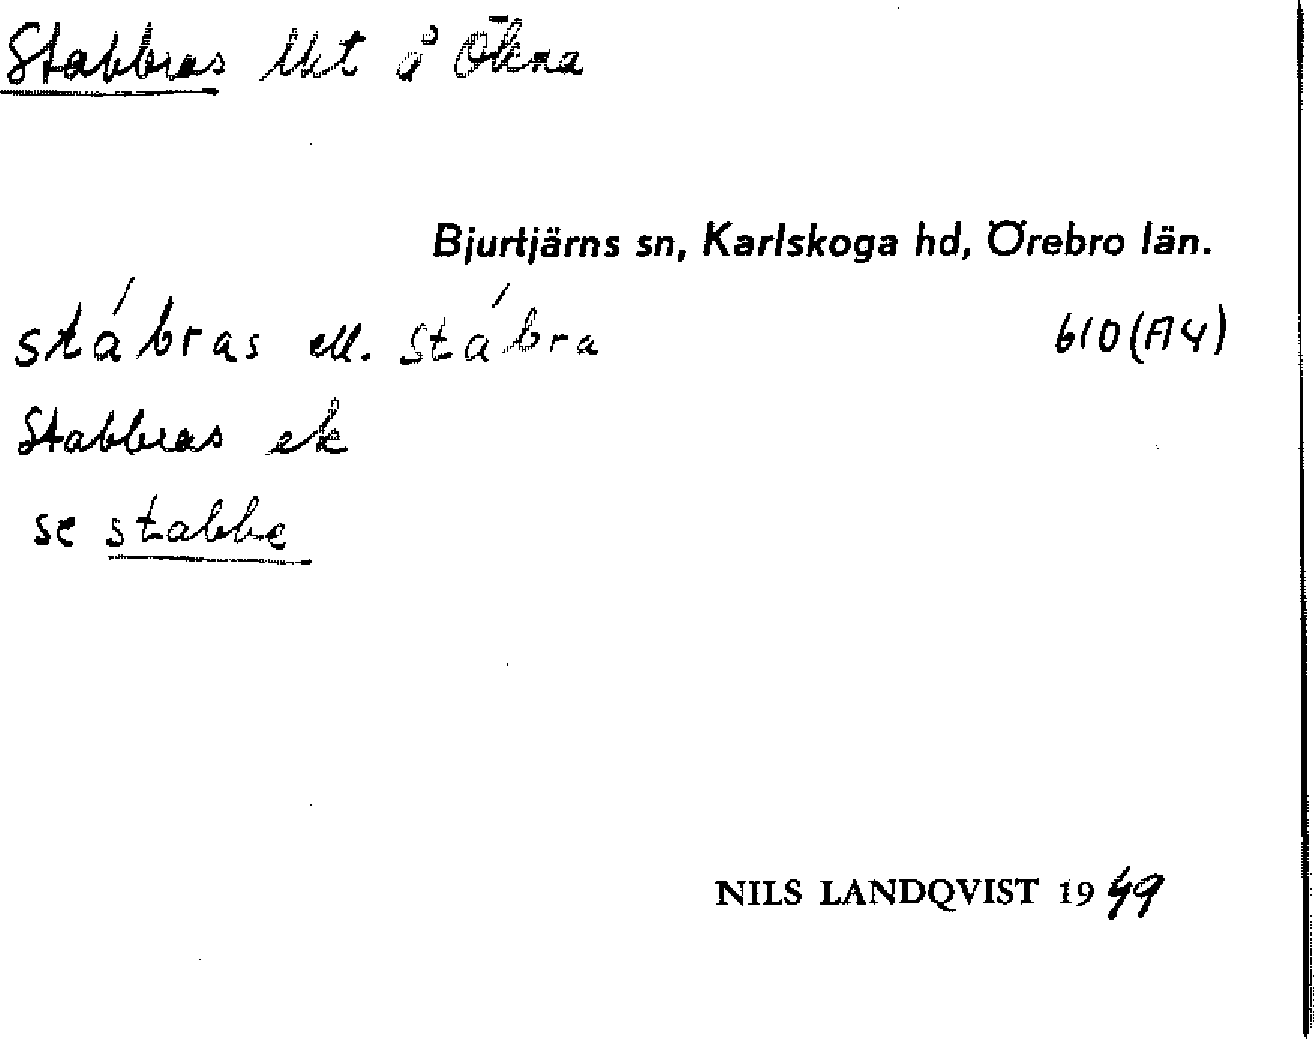 Stabbras lkt å Ökna
Bjurtjärns sn, Karlskoga hd, Örebro län.
stábras ell. stábra 610 (A4)
Stabbras ek
se stabbe
NILS LANDQVIST 1949